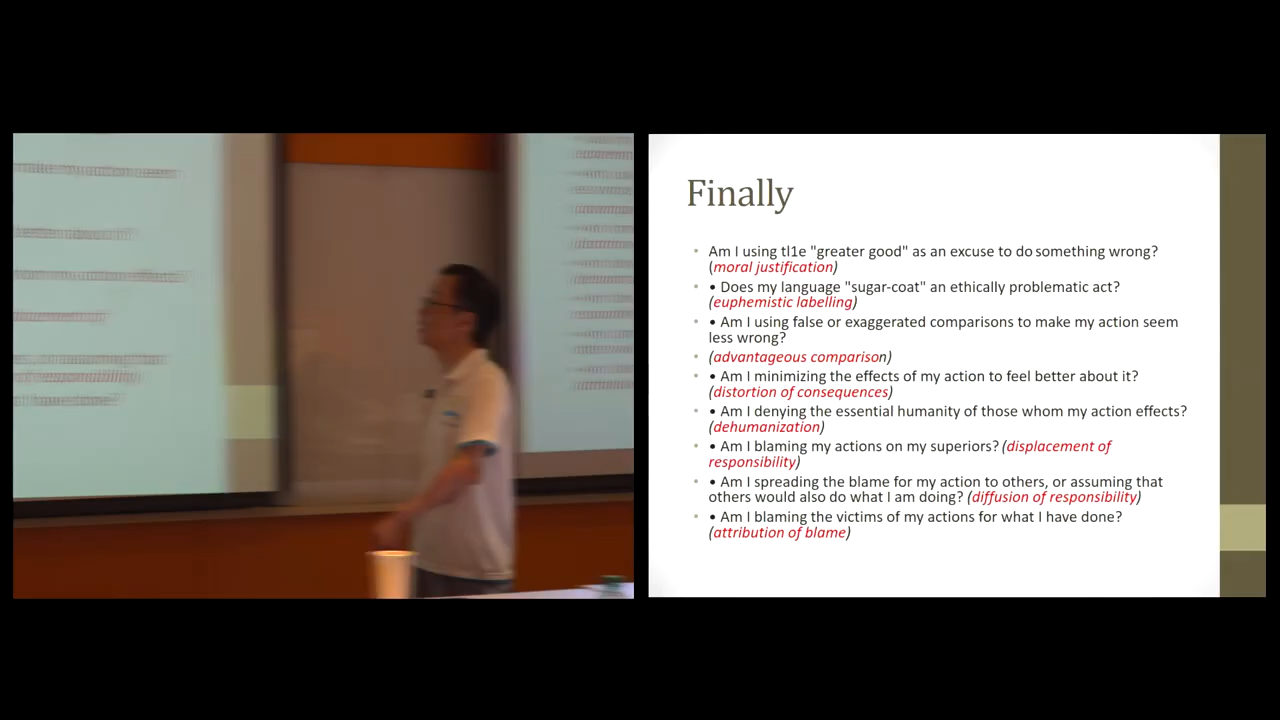 Finally
• Am I using tl1e "greater good" as an excuse to do something wrong?
(moral justification)
• • Does my language "sugar-coat" an ethically problematic act?
(euphemistic labelling)
• • Am I using false or exaggerated comparisons to make my action seem
less wrong?
• (advantageous comparison)
• • Am I minimizing the effects of my action to feel better about it?
(distortion of consequences)
• • Am I denying the essential humanity of those whom my action effects?
(dehumanization)
• • Am I blaming my actions on my superiors? (displacement of
responsibility)
• • Am I spreading the blame for my action to others, or assuming that
others would also do what I am doing? (diffusion of responsibility)
• • Am I blaming the victims of my actions for what I have done?
(attribution of blame)